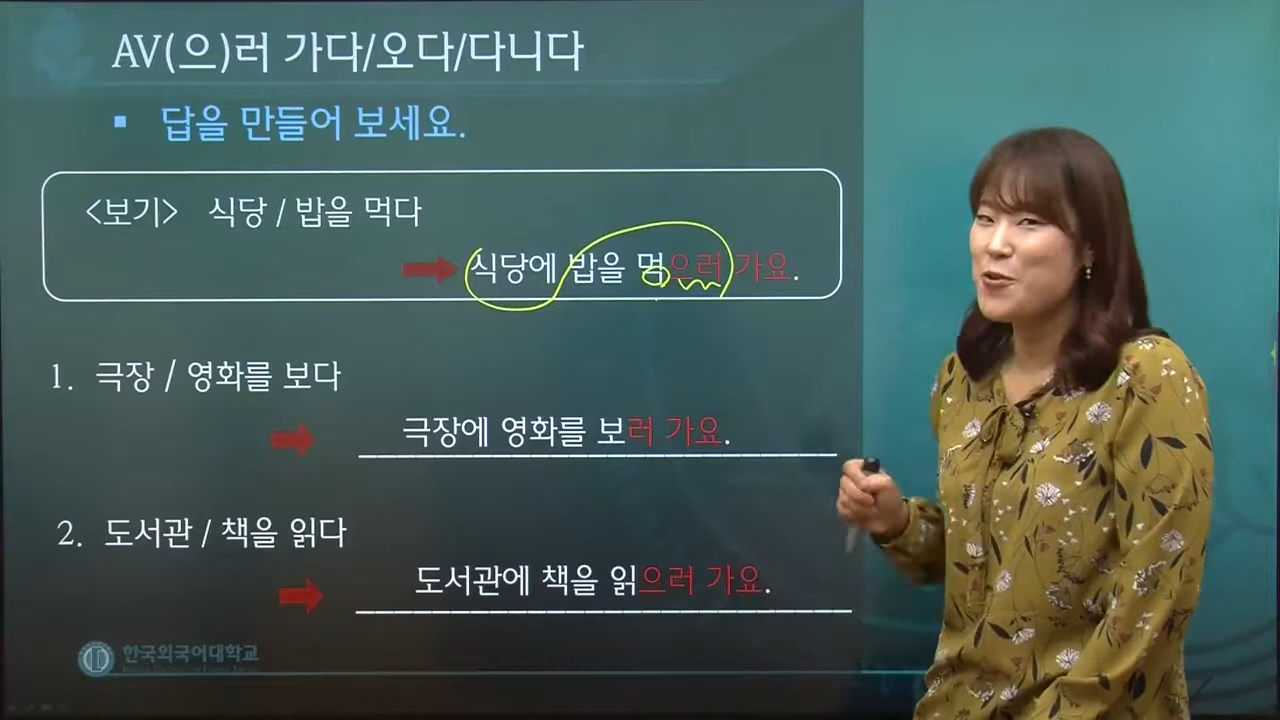 AV(으)러 가다/오다/다니다
▪ 답을 만들어 보세요.
<보기> 식당 / 밥을 먹다
식당에 밥을 먹으러 가요.
1. 극장 / 영화를 보다
극장에 영화를 보러 가요.
2. 도서관 / 책을 읽다
도서관에 책을 읽으러 가요.
한국외국어대학교